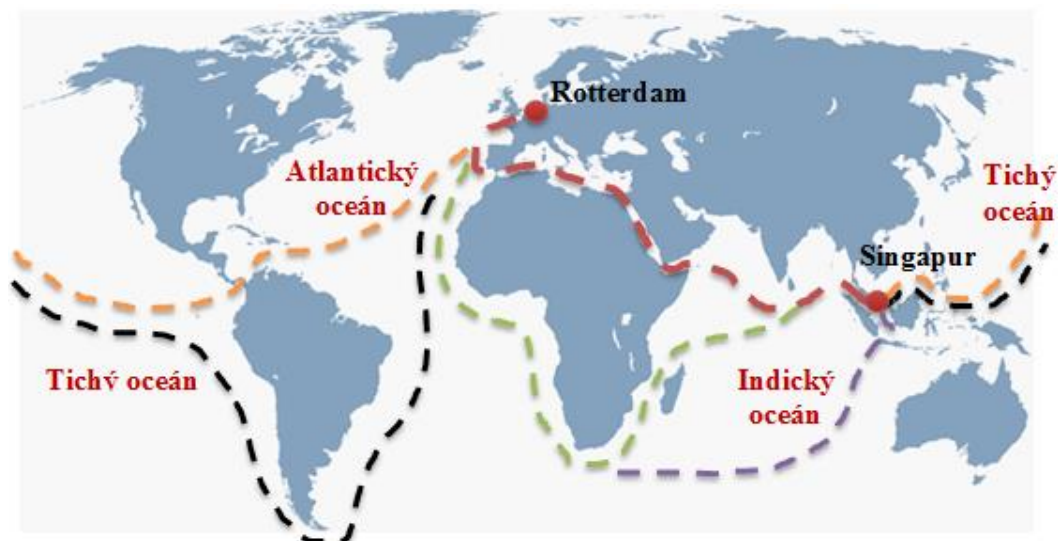 Rotterdam
Atlantický
oceán
Tichý
oceán
Singapur
Tichý oceán
Indický
oceán